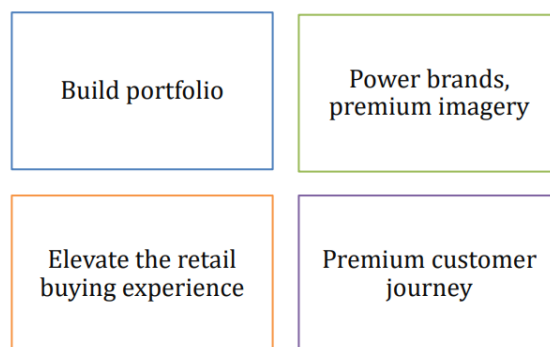 Build portfolio
Power brands,
premium imagery
Elevate the retail
buying experience
Premium customer
journey